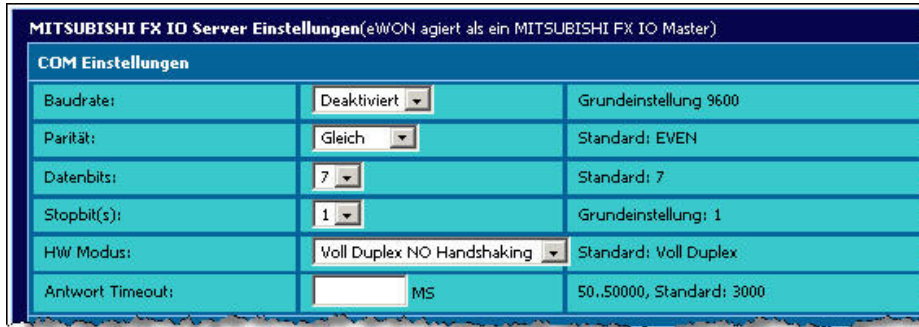 MITSUBISHI FX IO Server Einstellungen(eWON agiert als ein MITSUBISHI FX IO Master)
COM Einstellungen
Baudrate: Deaktiviert Grundeinstellung 9600
Parität: Gleich Standard: EVEN
Datenbits: 7 Standard: 7
Stopbit(s): 1 Grundeinstellung: 1
HW Modus: Voll Duplex NO Handshaking Standard: Voll Duplex
Antwort Timeout: MS 50..50000, Standard: 3000